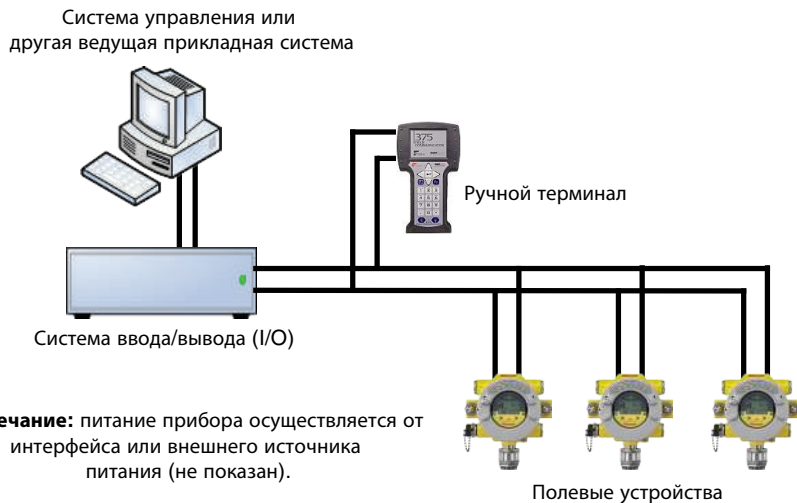 Система управления или
другая ведущая прикладная система
375
Ручной терминал
Система ввода/вывода (I/O)
ечание: питание прибора осуществляется от
интерфейса или внешнего источника
питания (не показан).
Полевые устройства